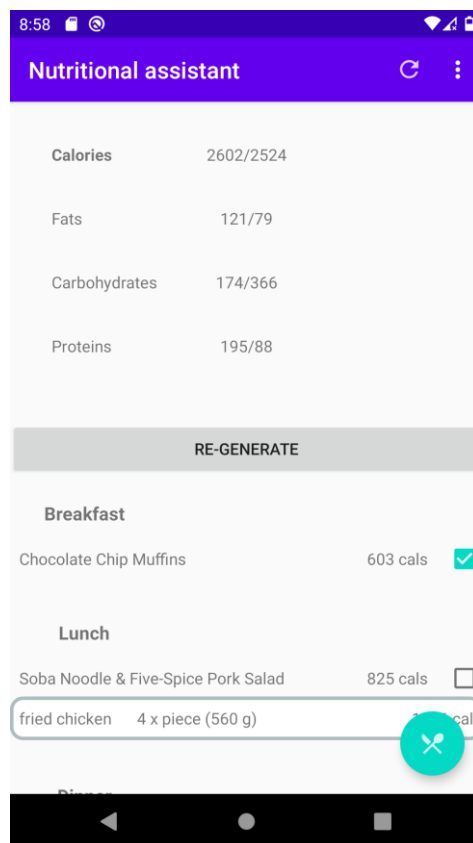 8:58
Nutritional assistant
Calories 2602/2524
Fats 121/79
Carbohydrates 174/366
Proteins 195/88
RE-GENERATE
Breakfast
Chocolate Chip Muffins 603 cals
Lunch
Soba Noodle & Five-Spice Pork Salad 825 cals
fried chicken 4 x piece (560 g)
Dinner